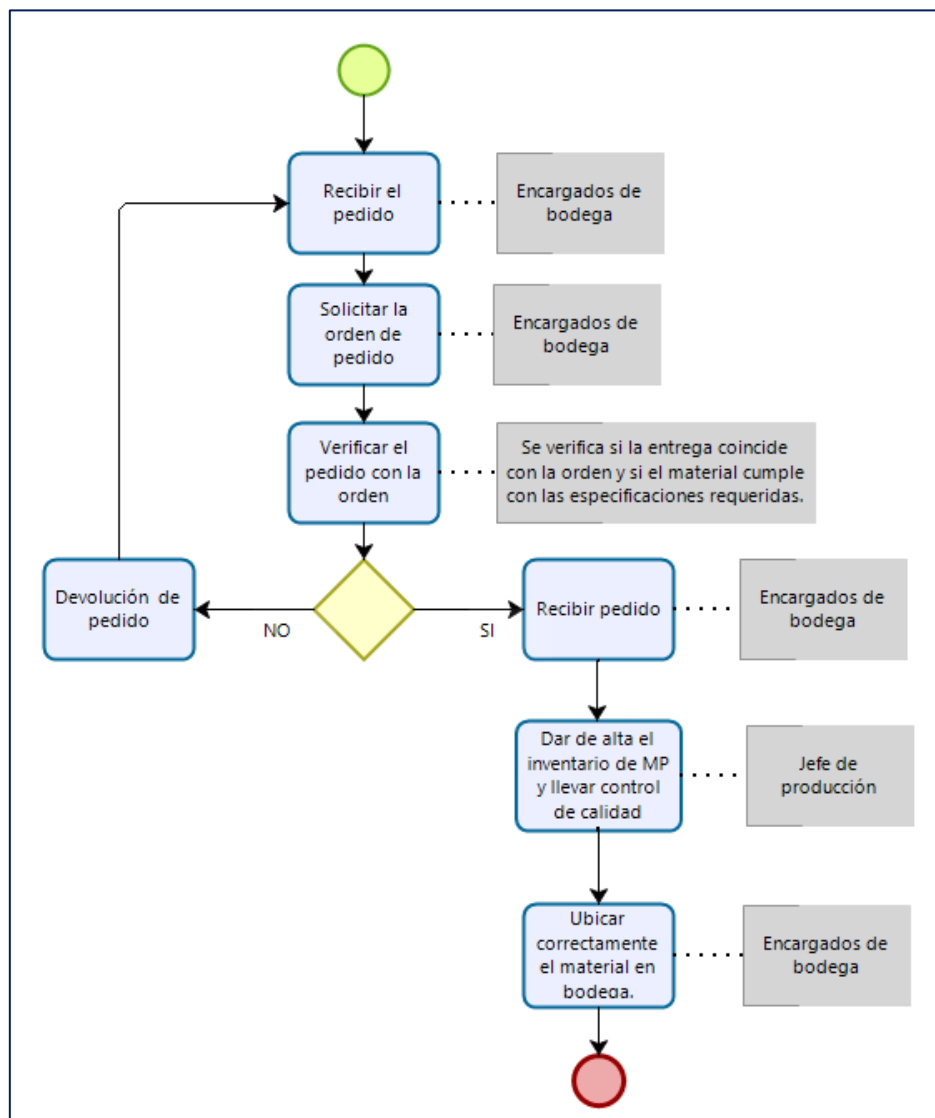 Recibir el
pedido
Encargados de
bodega
Solicitar la
orden de
pedido
Encargados de
bodega
Verificar el
pedido con la
orden
Se verifica si la entrega coincide
con la orden y si el material cumple
con las especificaciones requeridas.
Devolución de
pedido
NO
SI
Recibir pedido
Encargados de
bodega
Dar de alta el
inventario de MP
y llevar control
de calidad
Jefe de
producción
Ubicar
correctamente
el material en
bodega.
Encargados de
bodega